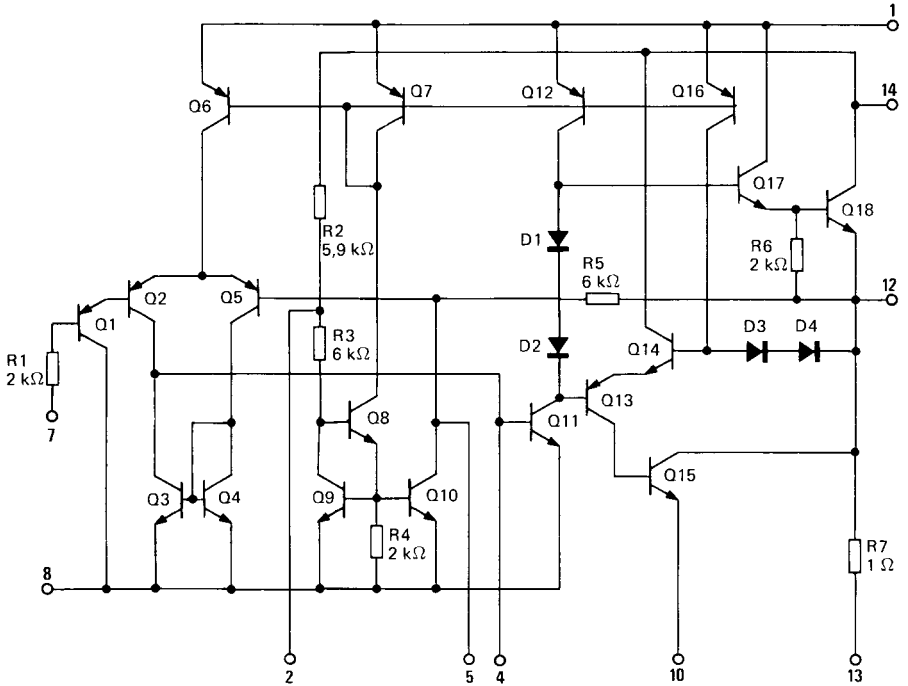 1
Q6
Q7
Q12
Q16
14
Q17
Q18
R2
5,9 kΩ
D1
R6
2 kΩ
R5
6 kΩ
12
Q2
Q5
Q1
R3
6 kΩ
D2
D3
D4
Q14
R1
2 kΩ
7
Q8
Q11
Q13
Q15
Q3
Q4
Q9
Q10
R4
2 kΩ
R7
1 Ω
8
2
5
4
10
13